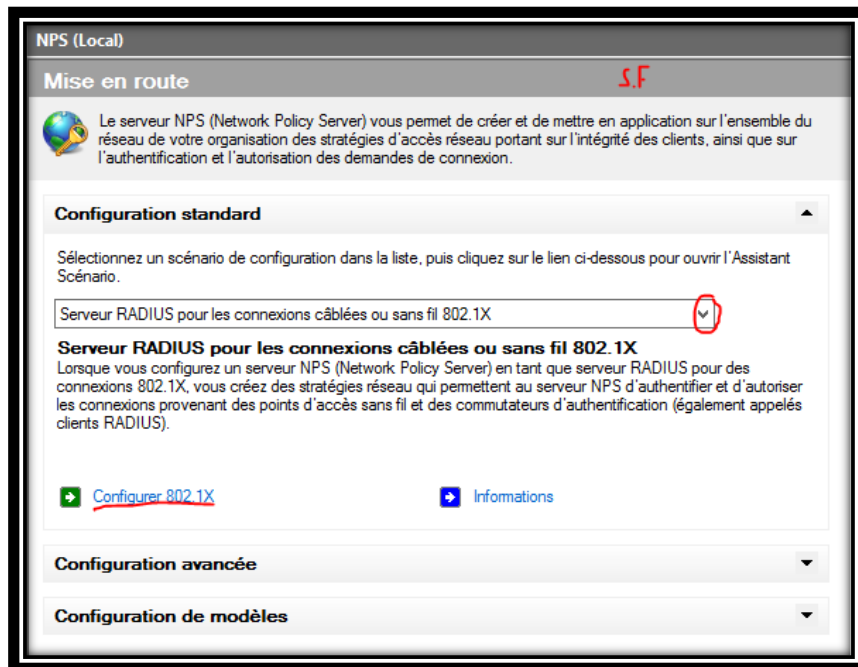 NPS (Local)
Mise en route
S.F
Le serveur NPS (Network Policy Server) vous permet de créer et de mettre en application sur l'ensemble du
réseau de votre organisation des stratégies d'accès réseau portant sur l'intégrité des clients, ainsi que sur
l'authentification et l'autorisation des demandes de connexion.
Configuration standard
Sélectionnez un scénario de configuration dans la liste, puis cliquez sur le lien ci-dessous pour ouvrir l'Assistant
Scénario.
Serveur RADIUS pour les connexions câblées ou sans fil 802.1X
Serveur RADIUS pour les connexions câblées ou sans fil 802.1X
Lorsque vous configurez un serveur NPS (Network Policy Server) en tant que serveur RADIUS pour des
connexions 802.1X, vous créez des stratégies réseau qui permettent au serveur NPS d'authentifier et d'autoriser
les connexions provenant des points d'accès sans fil et des commutateurs d'authentification (également appelés
clients RADIUS).
Configurer 802.1X
Informations
Configuration avancée
Configuration de modèles